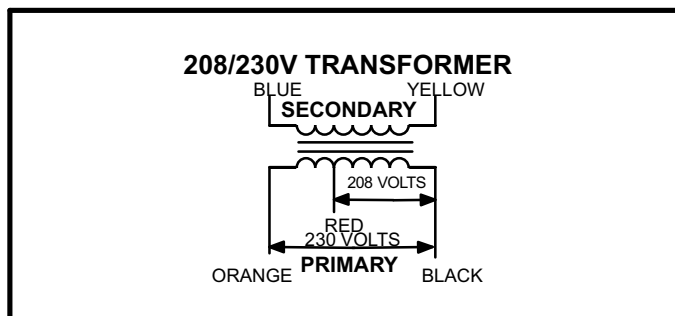 208/230V TRANSFORMER
BLUE YELLOW
SECONDARY
208 VOLTS
RED
230 VOLTS
PRIMARY
ORANGE BLACK